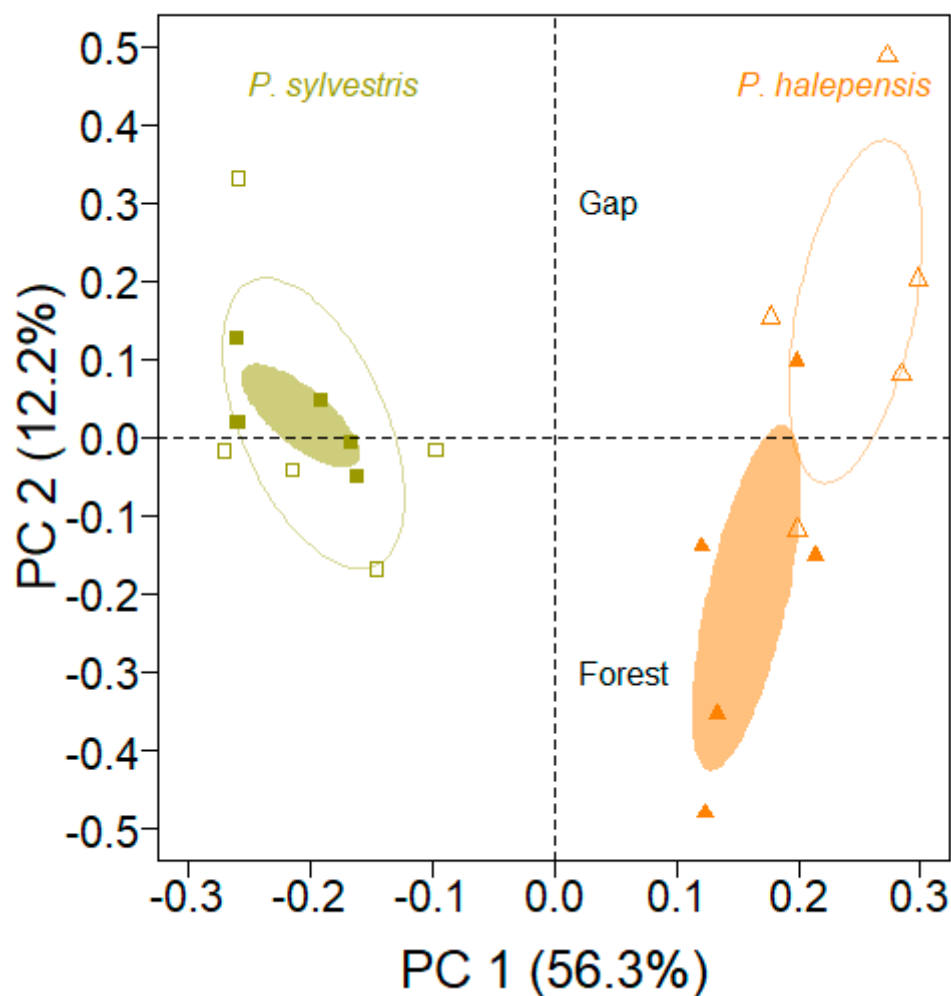 P. sylvestris
P. halepensis
Gap
Forest
0.5
0.4
0.3
0.2
0.1
0.0
-0.1
-0.2
-0.3
-0.4
-0.5
PC 2 (12.2%)
-0.3 -0.2 -0.1 0.0 0.1 0.2 0.3
PC 1 (56.3%)